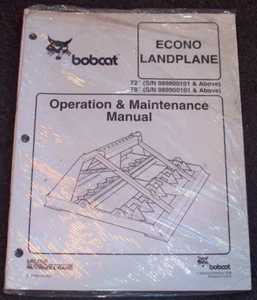 bobcat
ECONO
LANDPLANE
72" (S/N 989800101 & Above)
78" (S/N 989900101 & Above)
Operation & Maintenance
Manual
bobcat